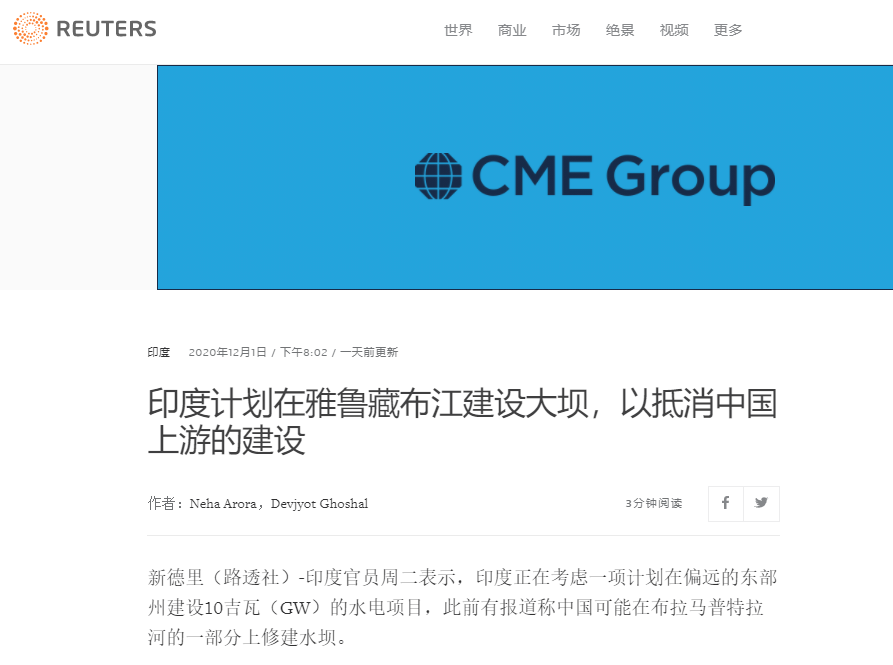 REUTERS
世界 商业 市场 绝景 视频 更多
CME Group
印度 2020年12月1日 / 下午8:02 / 一天前更新
印度计划在雅鲁藏布江建设大坝，以抵消中国
上游的建设
作者：Neha Arora，Devjyot Ghoshal 3分钟阅读
新德里（路透社）-印度官员周二表示，印度正在考虑一项计划在偏远的东部
州建设10吉瓦（GW）的水电项目，此前有报道称中国可能在布拉马普特拉
河的一部分上修建水坝。